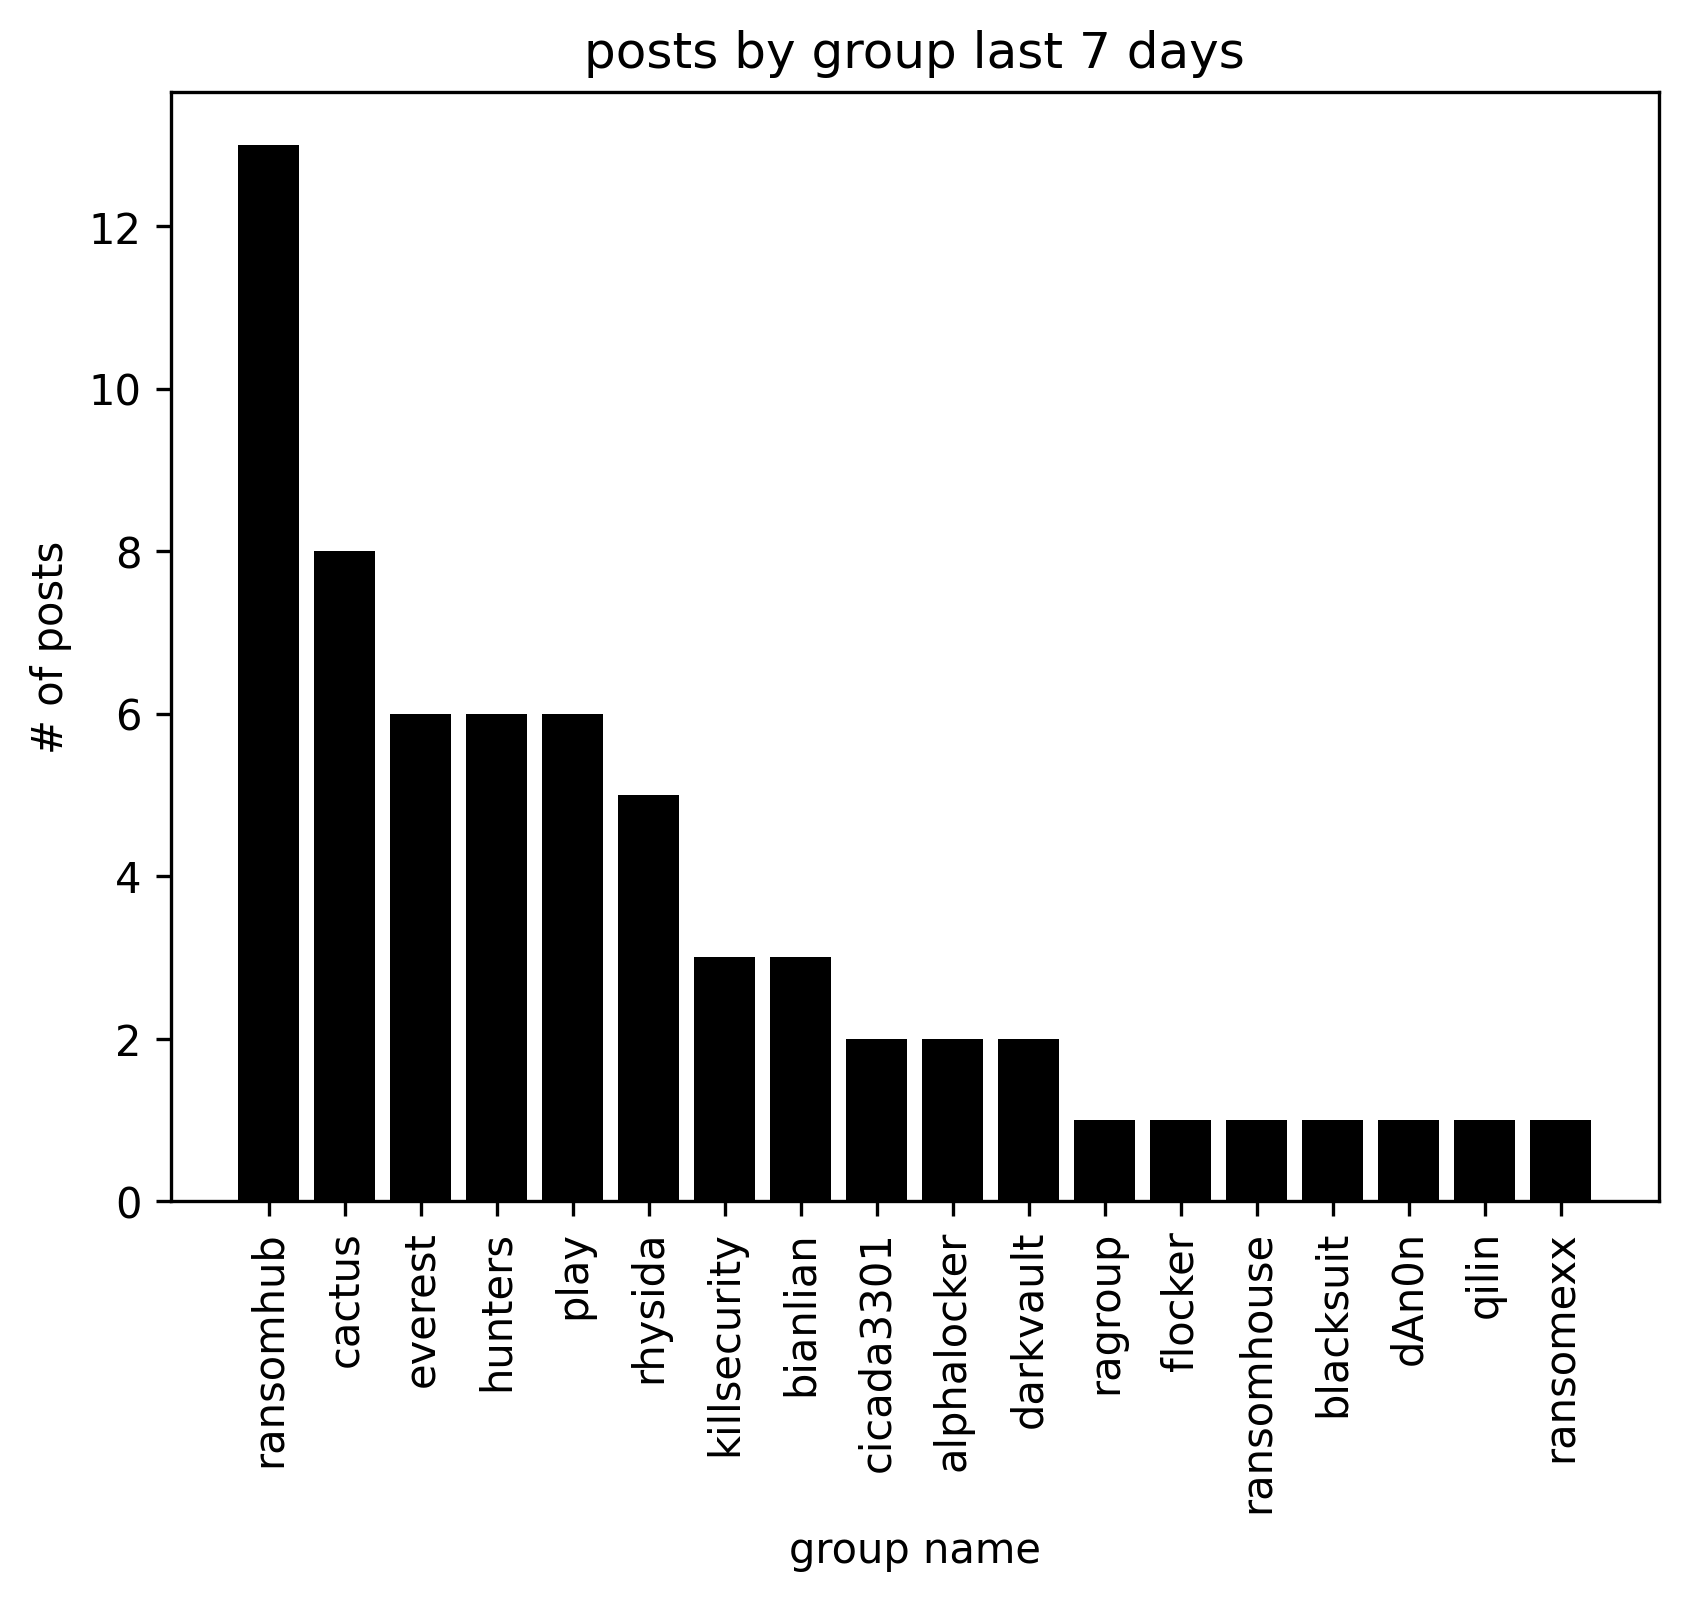 posts by group last 7 days
# of posts
12
10
8
6
4
2
0
ransomhub
cactus
everest
hunters
play
rhysida
killsecurity
bianlian
cicada3301
alphalocker
darkvault
ragroup
flocker
ransomhouse
blacksuit
dAn0n
qilin
ransomexx
group name